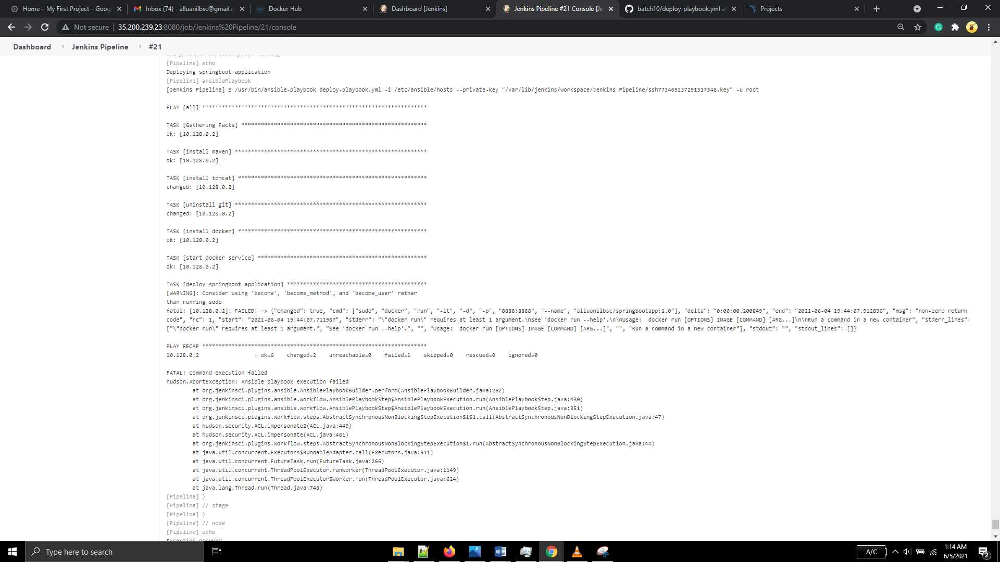 Home – My First Project – Goog
Inbox (74) - alluanilbsc@gmail.c
Docker Hub
Dashboard [Jenkins]
Jenkins Pipeline #21 Console [Je
batch10/deploy-playbook.yml at
Projects
Not secure
35.200.239.23:8080/job/Jenkins%20Pipeline/21/console
Dashboard
Jenkins Pipeline
#21
[Pipeline] echo
Deploying springboot application
[Pipeline] ansiblePlaybook
[Jenkins Pipeline] $ /usr/bin/ansible-playbook deploy-playbook.yml -i /etc/ansible/hosts --private-key "/var/lib/jenkins/workspace/Jenkins Pipeline/ssh773469237291317346.key" -u root
PLAY [all] *********************************************************************
TASK [Gathering Facts] *********************************************************
ok: [10.128.0.2]
TASK [install maven] ***********************************************************
ok: [10.128.0.2]
TASK [install tomcat] **********************************************************
changed: [10.128.0.2]
TASK [uninstall git] ***********************************************************
changed: [10.128.0.2]
TASK [install docker] **********************************************************
ok: [10.128.0.2]
TASK [start docker service] ****************************************************
ok: [10.128.0.2]
TASK [deploy springboot application] *******************************************
[WARNING]: Consider using 'become', 'become_method', and 'become_user' rather
than running sudo
fatal: [10.128.0.2]: FAILED! => {"changed": true, "cmd": ["sudo", "docker", "run", "-it", "-d", "-p", "8888:8888", "--name", "alluanilbsc/springbootapp:1.0"], "delta": "0:00:00.200849", "end": "2021-06-04 19:44:07.912836", "msg": "non-zero return
code", "rc": 1, "start": "2021-06-04 19:44:07.711987", "stderr": "\"docker run\" requires at least 1 argument.\nSee 'docker run --help'.\n\nUsage:  docker run [OPTIONS] IMAGE [COMMAND] [ARG...]\n\nRun a command in a new container", "stderr_lines":
["\"docker run\" requires at least 1 argument.", "See 'docker run --help'.", "", "Usage:  docker run [OPTIONS] IMAGE [COMMAND] [ARG...]", "", "Run a command in a new container"], "stdout": "", "stdout_lines": []}
PLAY RECAP *********************************************************************
10.128.0.2                 : ok=6    changed=2    unreachable=0    failed=1    skipped=0    rescued=0    ignored=0
FATAL: command execution failed
hudson.AbortException: Ansible playbook execution failed
at org.jenkinsci.plugins.ansible.AnsiblePlaybookBuilder.perform(AnsiblePlaybookBuilder.java:262)
at org.jenkinsci.plugins.ansible.workflow.AnsiblePlaybookStep$AnsiblePlaybookExecution.run(AnsiblePlaybookStep.java:430)
at org.jenkinsci.plugins.ansible.workflow.AnsiblePlaybookStep$AnsiblePlaybookExecution.run(AnsiblePlaybookStep.java:351)
at org.jenkinsci.plugins.workflow.steps.AbstractSynchronousNonBlockingStepExecution$1$1.call(AbstractSynchronousNonBlockingStepExecution.java:47)
at hudson.security.ACL.impersonate2(ACL.java:449)
at hudson.security.ACL.impersonate(ACL.java:461)
at org.jenkinsci.plugins.workflow.steps.AbstractSynchronousNonBlockingStepExecution$1.run(AbstractSynchronousNonBlockingStepExecution.java:44)
at java.util.concurrent.Executors$RunnableAdapter.call(Executors.java:511)
at java.util.concurrent.FutureTask.run(FutureTask.java:266)
at java.util.concurrent.ThreadPoolExecutor.runWorker(ThreadPoolExecutor.java:1149)
at java.util.concurrent.ThreadPoolExecutor$Worker.run(ThreadPoolExecutor.java:624)
at java.lang.Thread.run(Thread.java:748)
[Pipeline] }
[Pipeline] // stage
[Pipeline] }
[Pipeline] // node
[Pipeline] echo
Exception occured
Type here to search
A/C
1:14 AM
6/5/2021
2